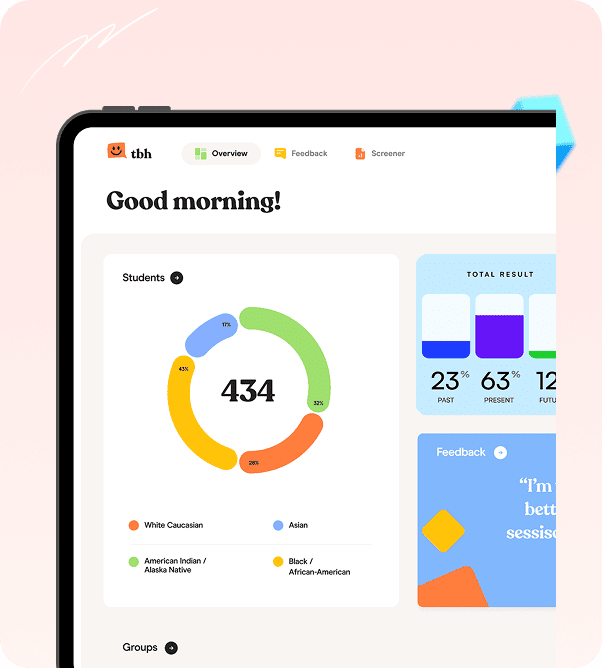 tbh
Overview
Feedback
Screener
Good morning!
Students
17%
43%
434
32%
28%
White Caucasian
Asian
American Indian /
Alaska Native
Black /
African-American
Groups
TOTAL RESULT
23%
63%
12
PAST
PRESENT
FUTU
Feedback
“I’m
bett
sessiso